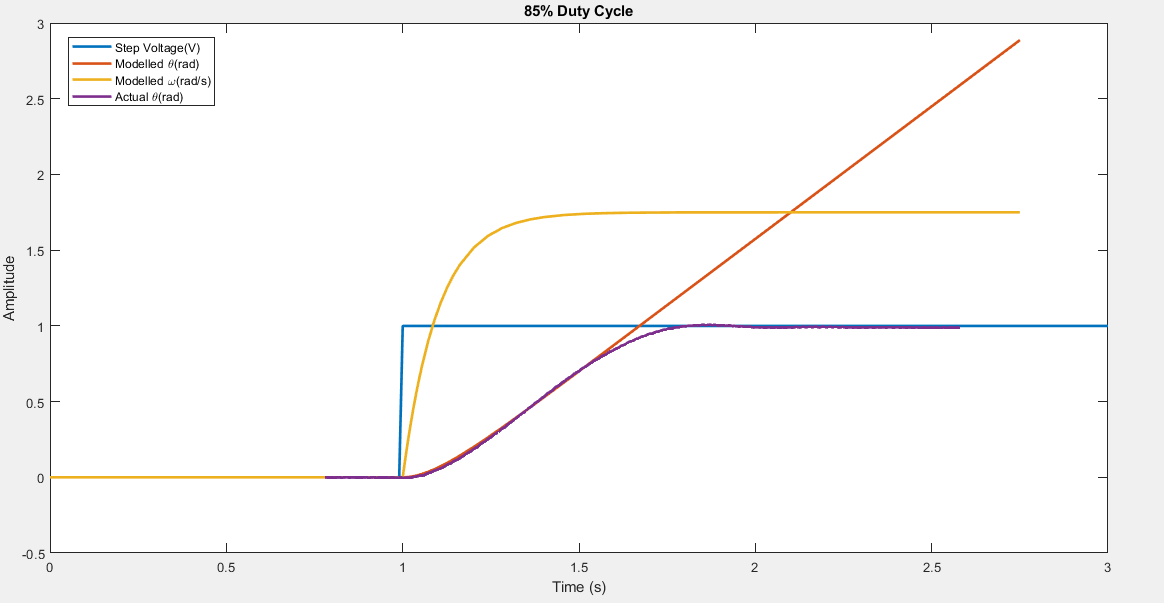 85% Duty Cycle
3
2.5
2
1.5
1
0.5
0
-0.5
Amplitude
Step Voltage(V)
Modelled θ(rad)
Modelled ω(rad/s)
Actual θ(rad)
0 0.5 1 1.5 2 2.5 3
Time (s)